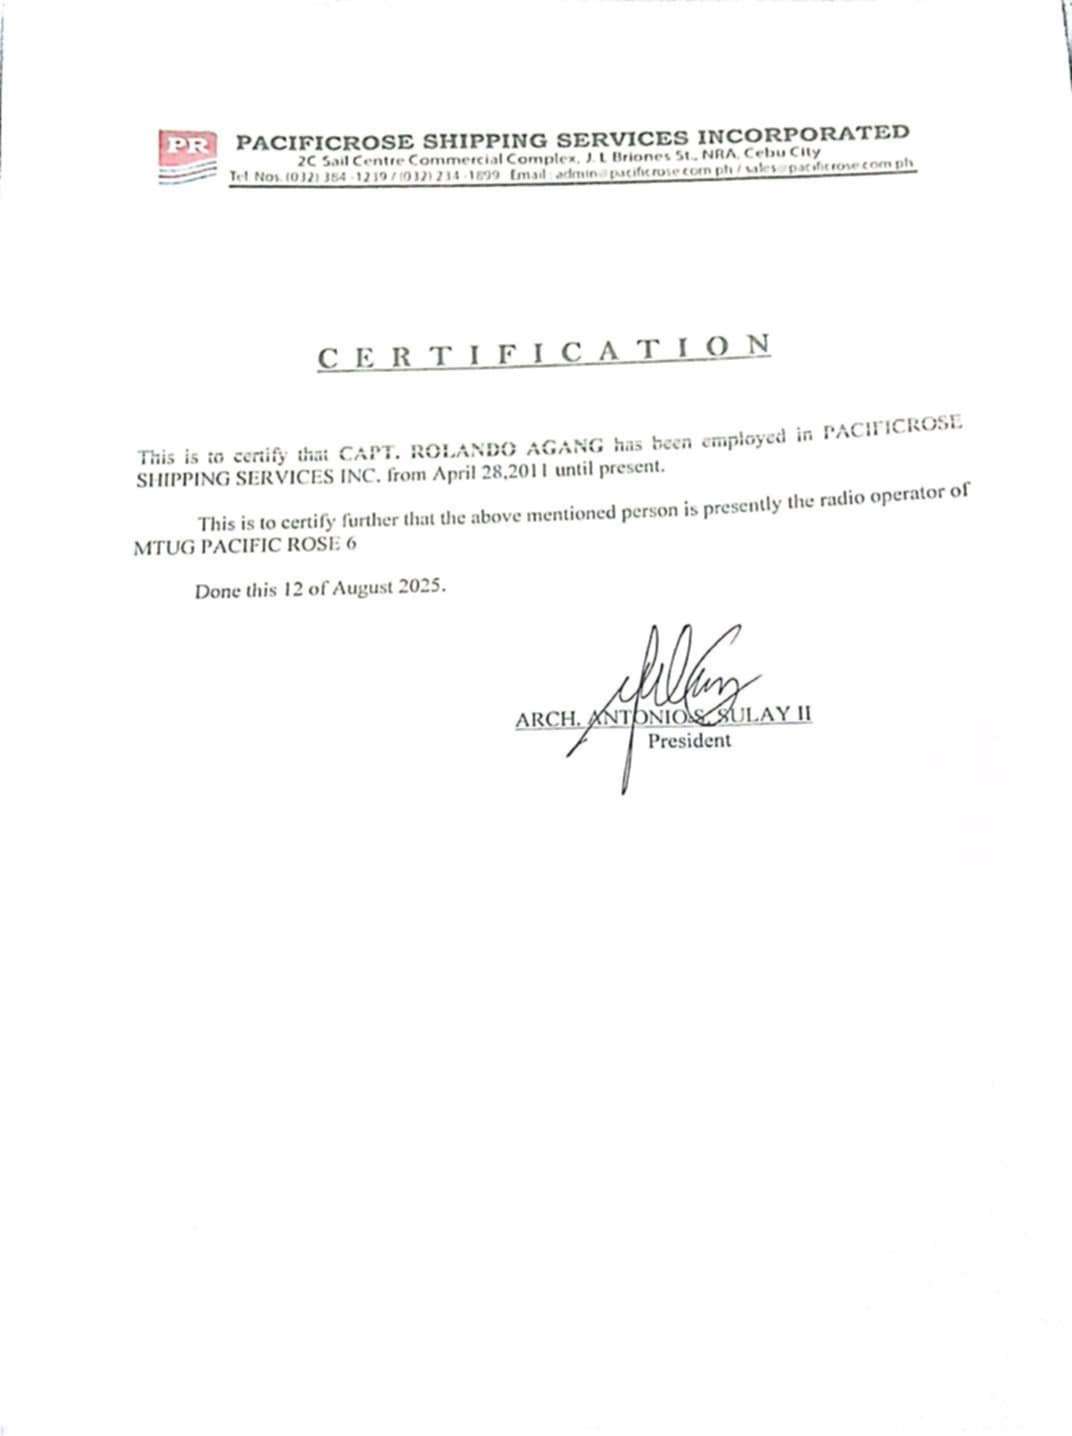 PR
PACIFICROSE SHIPPING SERVICES INCORPORATED
2C Sail Centre Commercial Complex, J. L Briones St., NRA, Cebu City
Tel Nos. (032) 384 -1239 / (032) 234 -1899 Email : admin@pacificrose.com.ph / sales@pacificrose.com.ph
CERTIFICATION
This is to certify that CAPT. ROLANDO AGANG has been employed in PACIFICROSE
SHIPPING SERVICES INC. from April 28,2011 until present.
This is to certify further that the above mentioned person is presently the radio operator of
MTUG PACIFIC ROSE 6
Done this 12 of August 2025.
ARCH. ANTONIO S. SULAY II
President